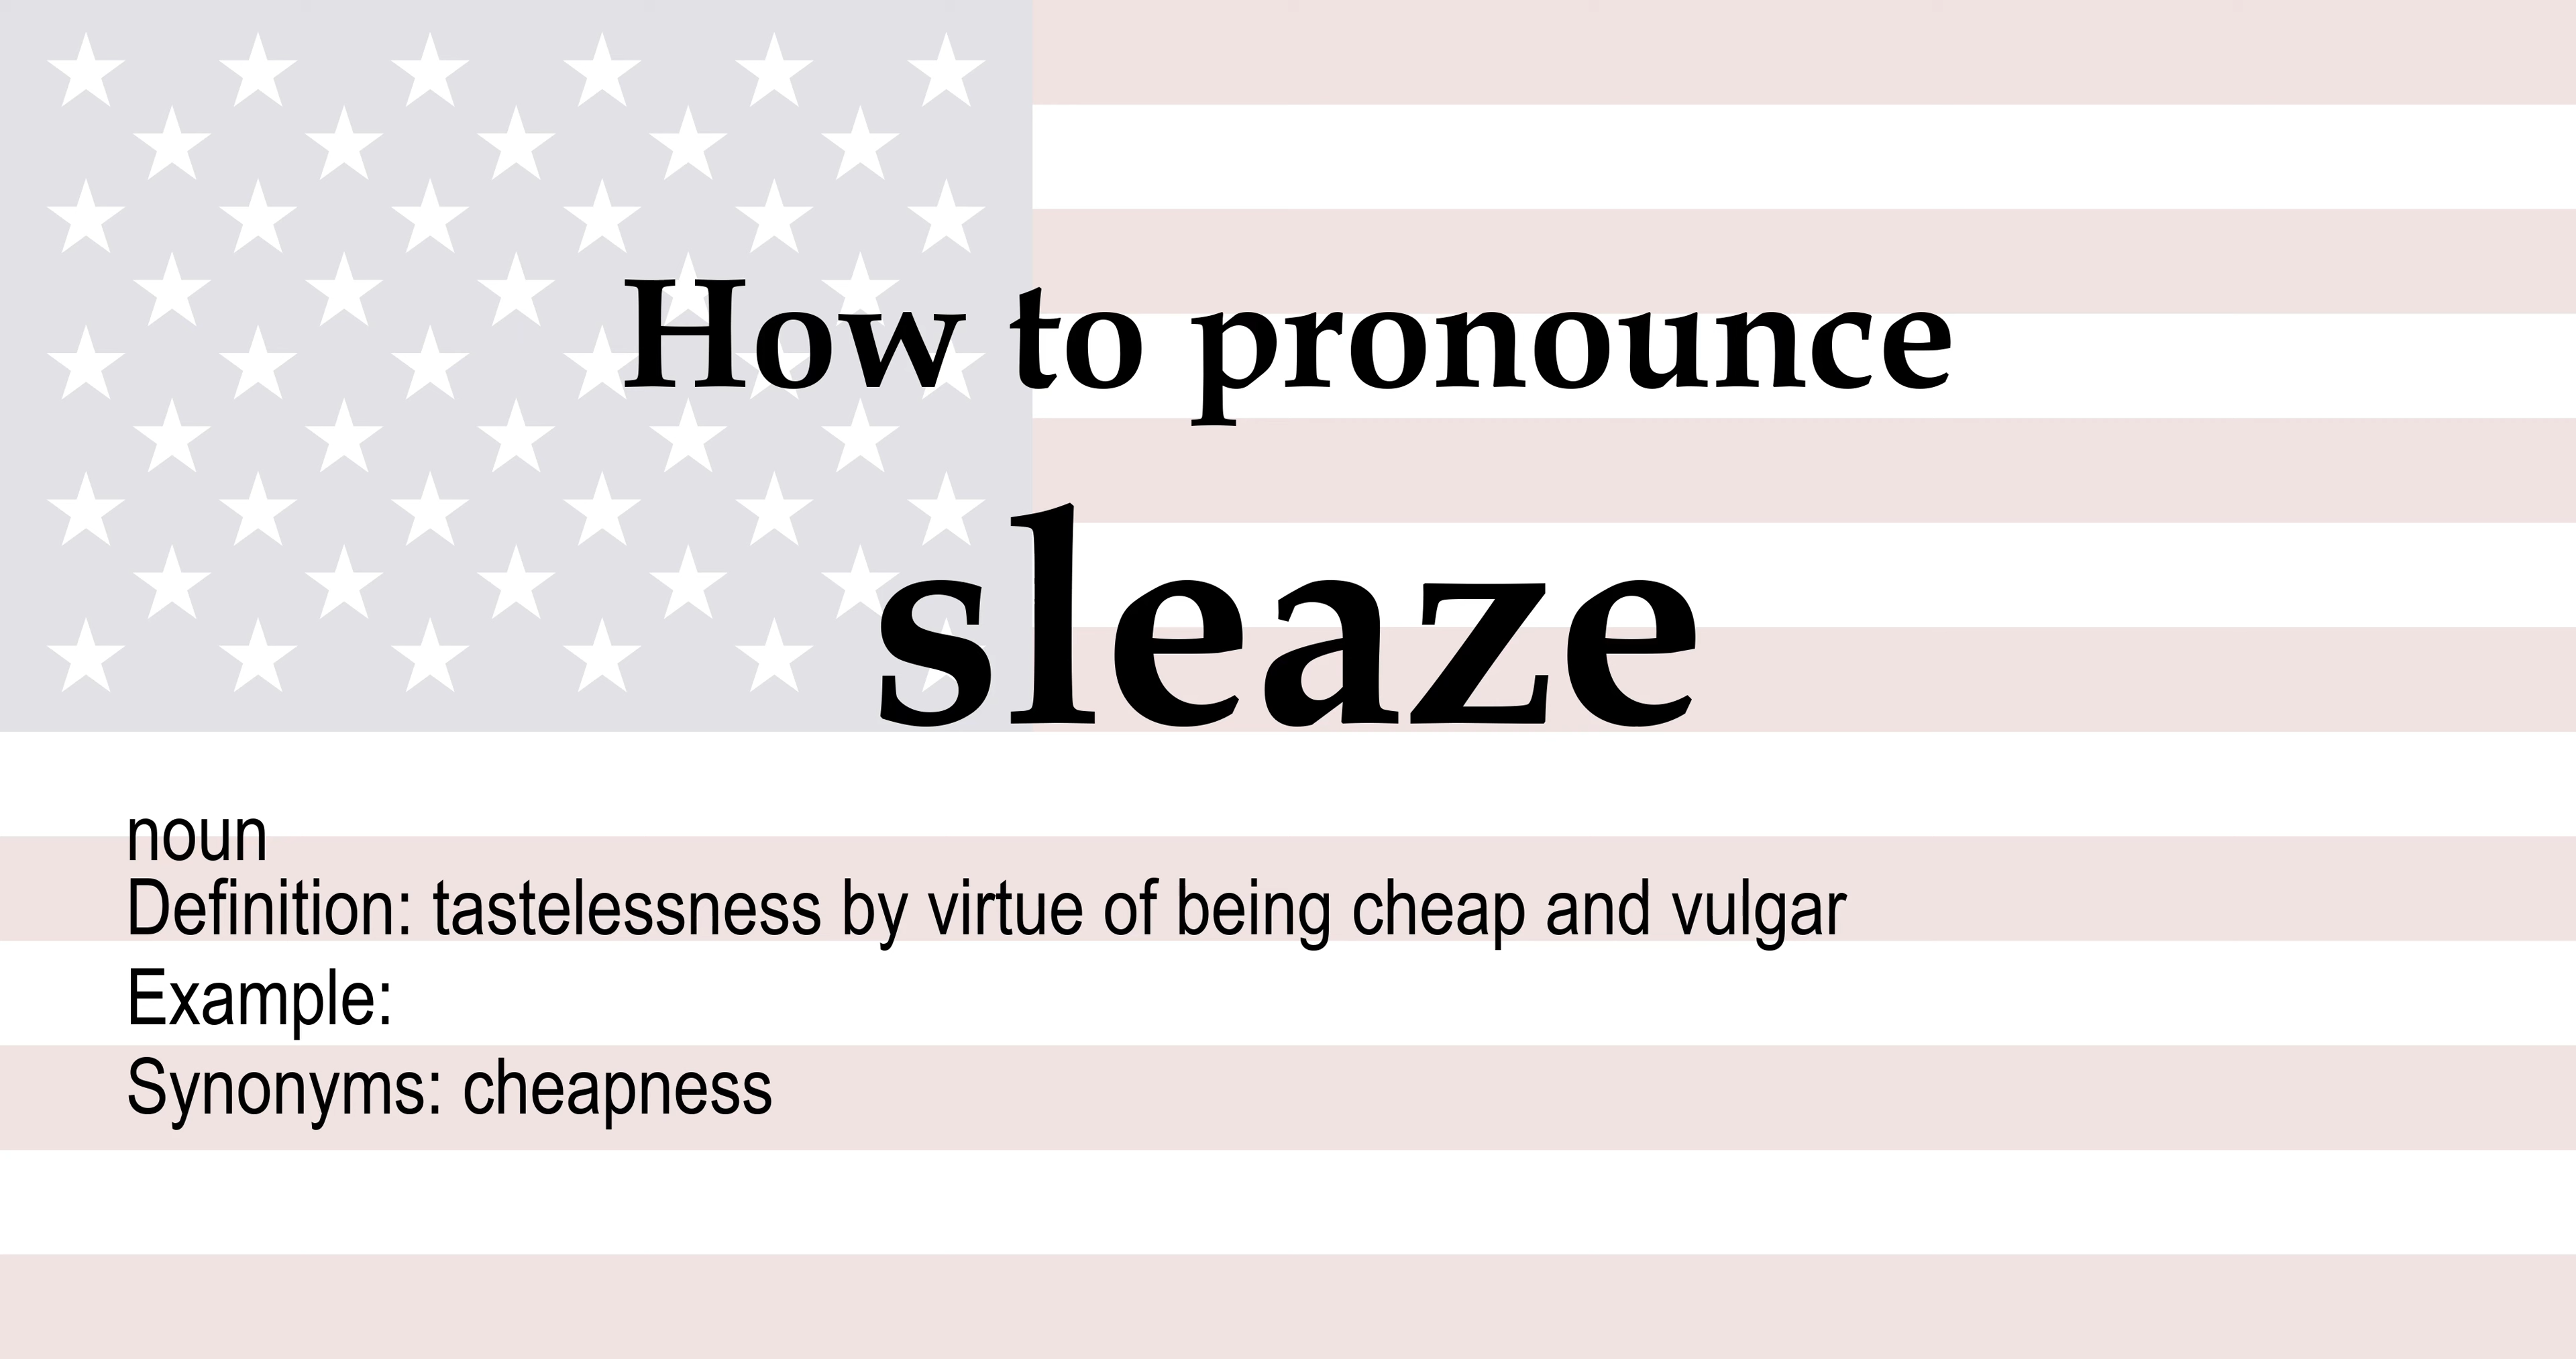 How to pronounce
sleaze
noun
Definition: tastelessness by virtue of being cheap and vulgar
Example:
Synonyms: cheapness